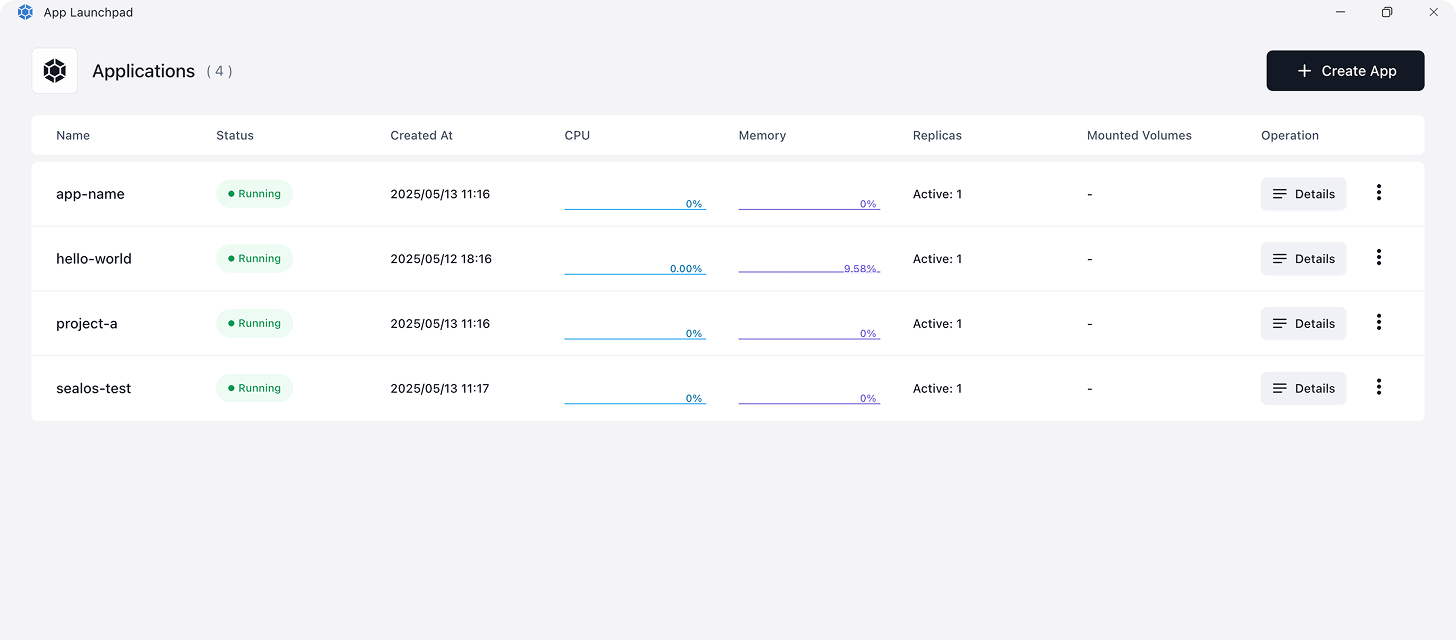 App Launchpad
Applications ( 4 )
Create App
Name Status Created At CPU Memory Replicas Mounted Volumes Operation
app-name Running 2025/05/13 11:16 0% 0% Active: 1 - Details
hello-world Running 2025/05/12 18:16 0.00% 9.58% Active: 1 - Details
project-a Running 2025/05/13 11:16 0% 0% Active: 1 - Details
sealos-test Running 2025/05/13 11:17 0% 0% Active: 1 - Details